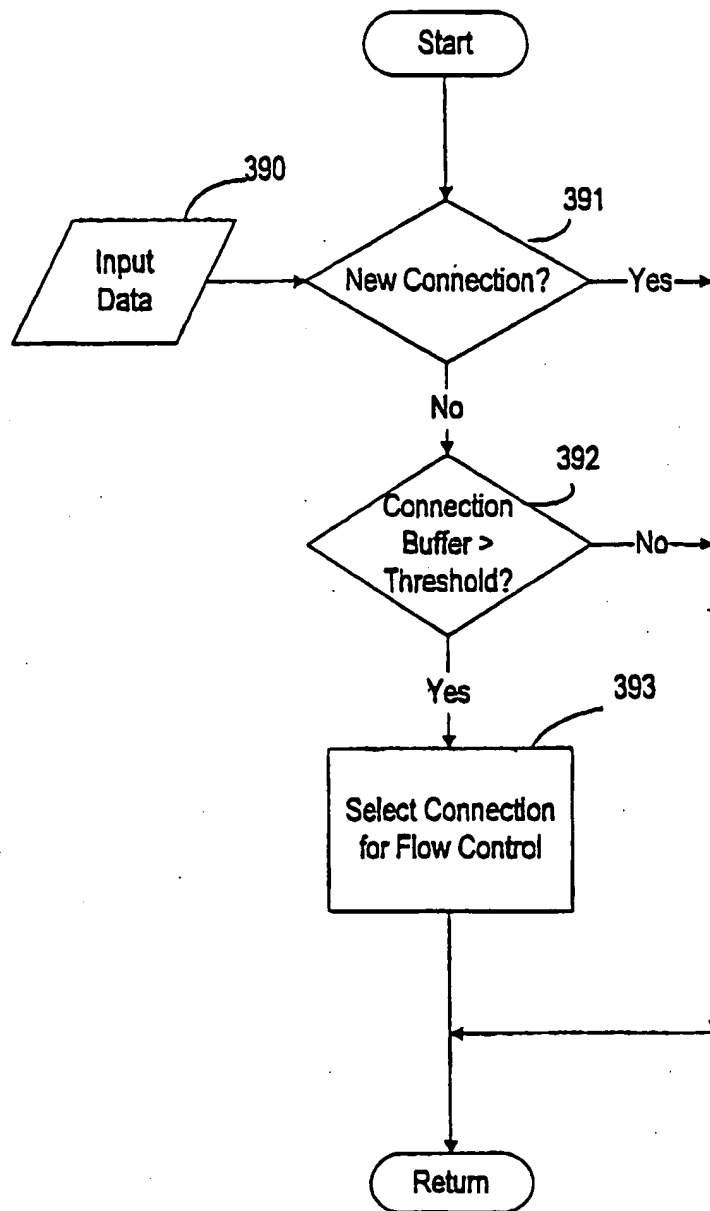 Start
390
391
Input
Data
New Connection?
Yes
No
392
Connection
Buffer >
Threshold?
No
Yes
393
Select Connection
for Flow Control
Return